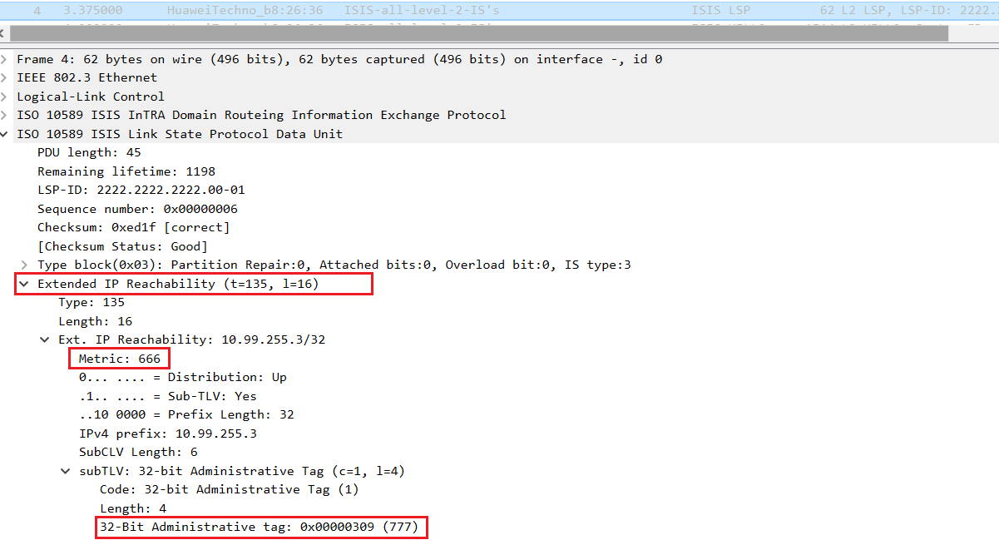 4 3.375000 HuaweiTechno_b8:26:36 ISIS-all-level-2-IS's ISIS LSP 62 L2 LSP, LSP-ID: 2222.
Frame 4: 62 bytes on wire (496 bits), 62 bytes captured (496 bits) on interface -, id 0
IEEE 802.3 Ethernet
Logical-Link Control
ISO 10589 ISIS InTRA Domain Routeing Information Exchange Protocol
ISO 10589 ISIS Link State Protocol Data Unit
PDU length: 45
Remaining lifetime: 1198
LSP-ID: 2222.2222.2222.00-01
Sequence number: 0x00000006
Checksum: 0xed1f [correct]
[Checksum Status: Good]
Type block(0x03): Partition Repair:0, Attached bits:0, Overload bit:0, IS type:3
Extended IP Reachability (t=135, l=16)
Type: 135
Length: 16
Ext. IP Reachability: 10.99.255.3/32
Metric: 666
0... .... = Distribution: Up
.1.. .... = Sub-TLV: Yes
..10 0000 = Prefix Length: 32
IPv4 prefix: 10.99.255.3
SubCLV Length: 6
subTLV: 32-bit Administrative Tag (c=1, l=4)
Code: 32-bit Administrative Tag (1)
Length: 4
32-Bit Administrative tag: 0x00000309 (777)